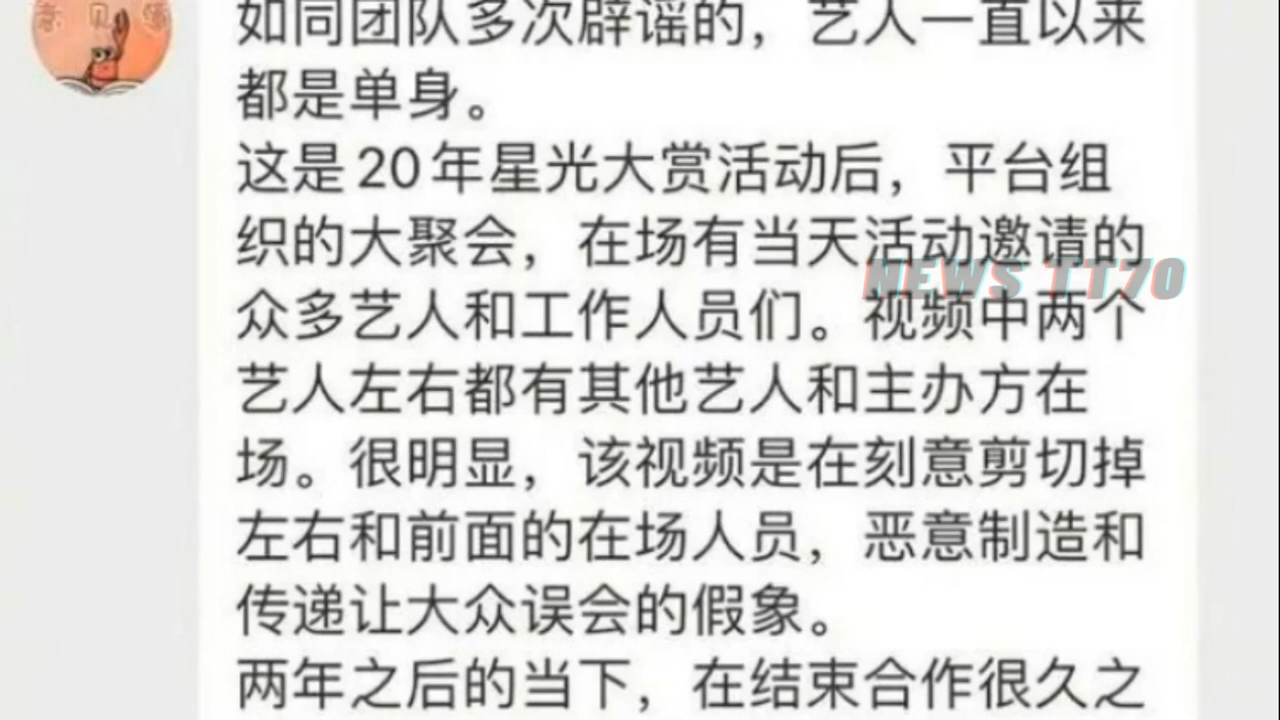 如同团队多次辟谣的，艺人一直以来
都是单身。
这是20年星光大赏活动后，平台组
织的大聚会，在场有当天活动邀请的
NEWS TT70
众多艺人和工作人员们。视频中两个
艺人左右都有其他艺人和主办方在
场。很明显，该视频是在刻意剪切掉
左右和前面的在场人员，恶意制造和
传递让大众误会的假象。
两年之后的当下，在结束合作很久之